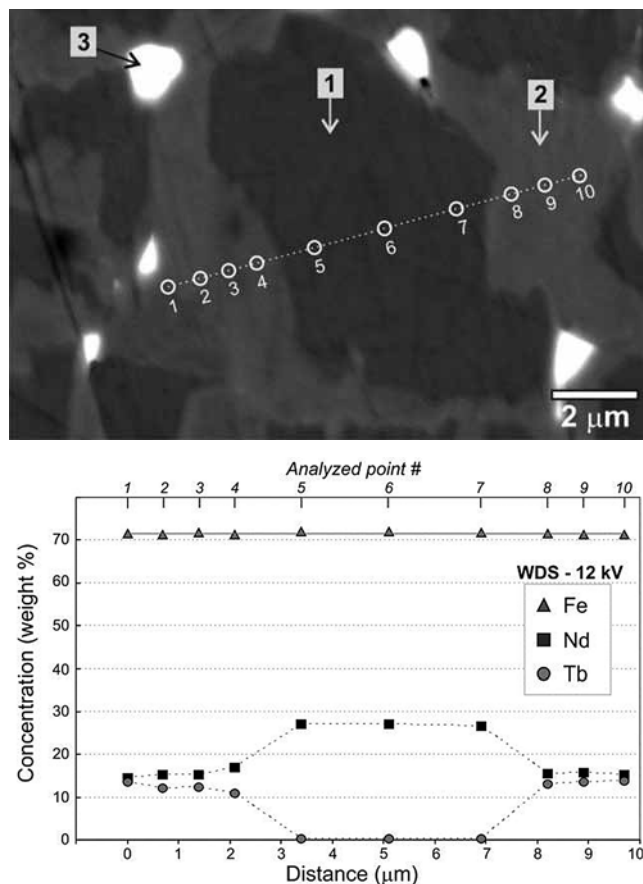 3
1
2
1 2 3 4 5 6 7 8 9 10
2 μm
Analyzed point #
1 2 3 4 5 6 7 8 9 10
Concentration (weight %)
70
60
50
40
30
20
10
0
WDS - 12 kV
Fe
Nd
Tb
0 1 2 3 4 5 6 7 8 9 10
Distance (μm)